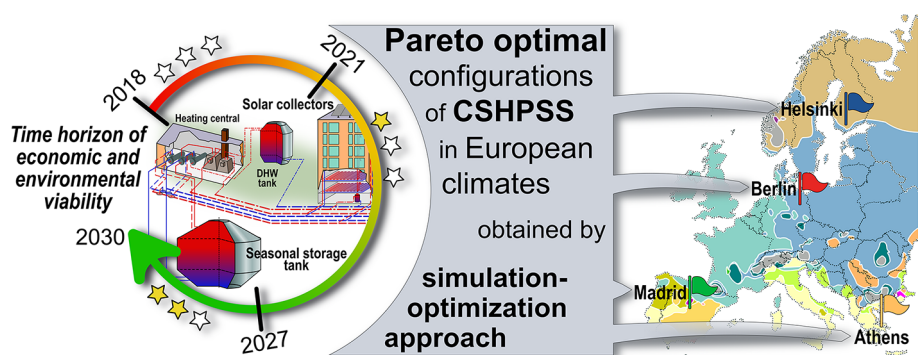 2018
2021
Solar collectors
Heating central
DHW
tank
Time horizon of
economic and
environmental
viability
2030
Seasonal storage
tank
2027
Pareto optimal
configurations
of CSHPSS
in European
climates
obtained by
simulation-
optimization
approach
Helsinki
Berlin
Madrid
Athens